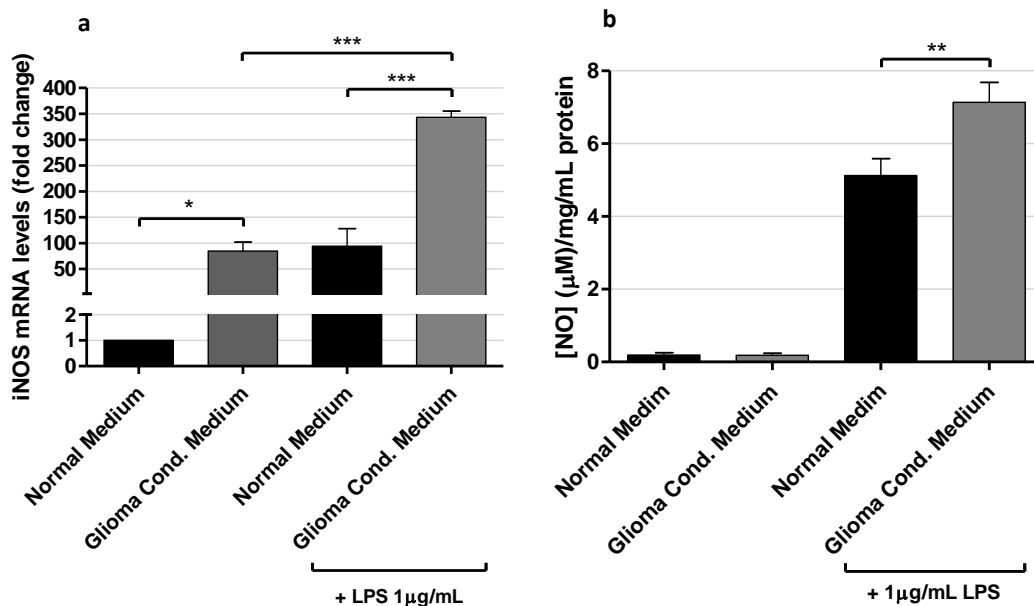 a
iNOS mRNA levels (fold change)
400
350
300
250
200
150
100
50
2
1
0
*
***
***
Normal Medium
Glioma Cond. Medium
Normal Medium
Glioma Cond. Medium
+ LPS 1μg/mL
b
[NO] (μM)/mg/mL protein
8
6
4
2
0
**
Normal Medim
Glioma Cond. Medium
Normal Medim
Glioma Cond. Medium
+ 1μg/mL LPS